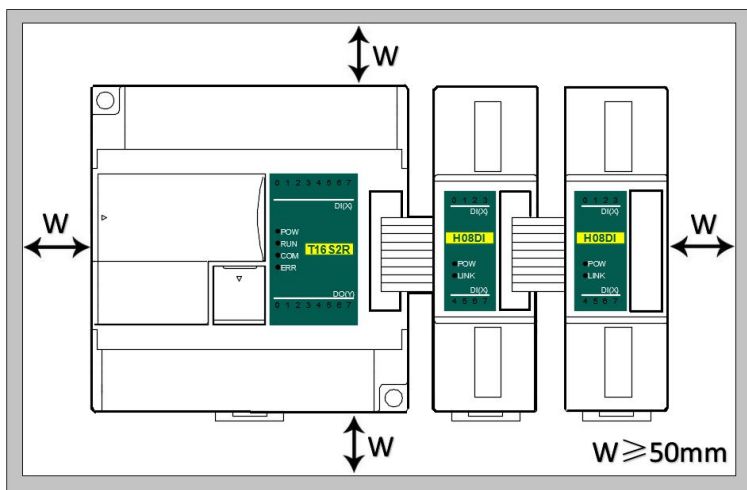 W
0 1 2 3 4 5 6 7
DI(X)
POW
RUN
COM
ERR
T16S2R
DO(Y)
0 1 2 3 4 5 6 7
0 1 2 3
DI(X)
H08DI
POW
LINK
DI(X)
4 5 6 7
0 1 2 3
DI(X)
H08DI
POW
LINK
DI(X)
4 5 6 7
W
W
W
W≥50mm